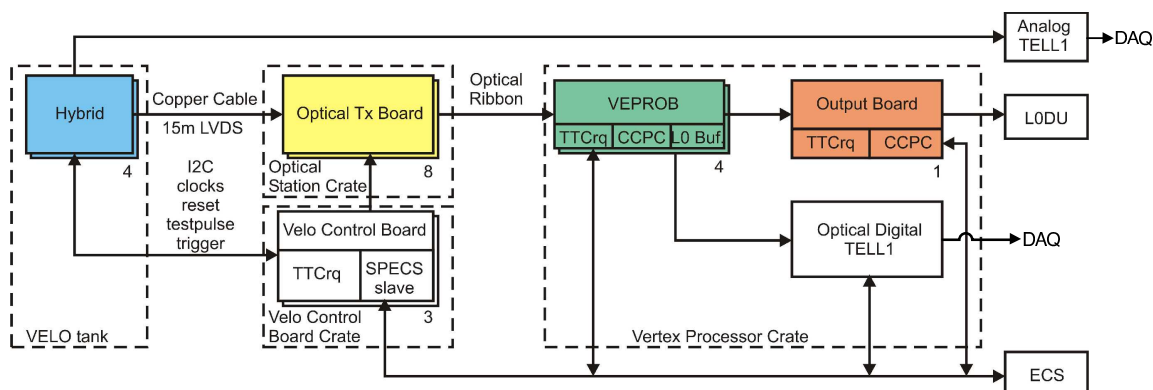 Analog
TELL1
DAQ
Hybrid
4
VELO tank
Copper Cable
15m LVDS
I2C
clocks
reset
testpulse
trigger
Optical Tx Board
8
Optical
Station Crate
Velo Control Board
TTCrq
SPECS
slave
3
Velo Control
Board Crate
Optical
Ribbon
VEPROB
TTCrq
CCPC
L0 Buf.
4
Output Board
TTCrq
CCPC
1
L0DU
Optical Digital
TELL1
DAQ
Vertex Processor Crate
ECS